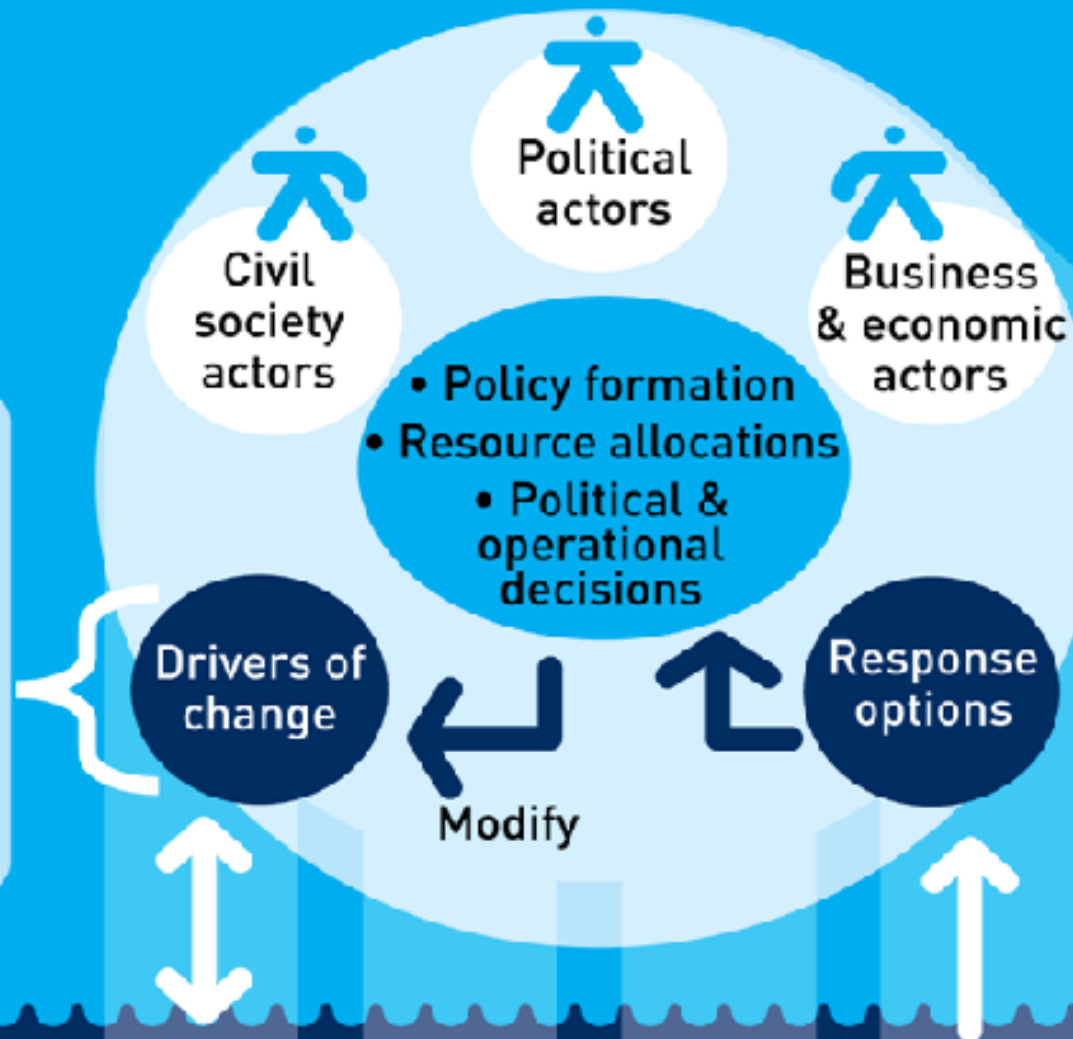 Political
actors
Civil
society
actors
Business
& economic
actors
• Policy formation
• Resource allocations
• Political &
operational
decisions
Drivers of
change
Response
options
Modify